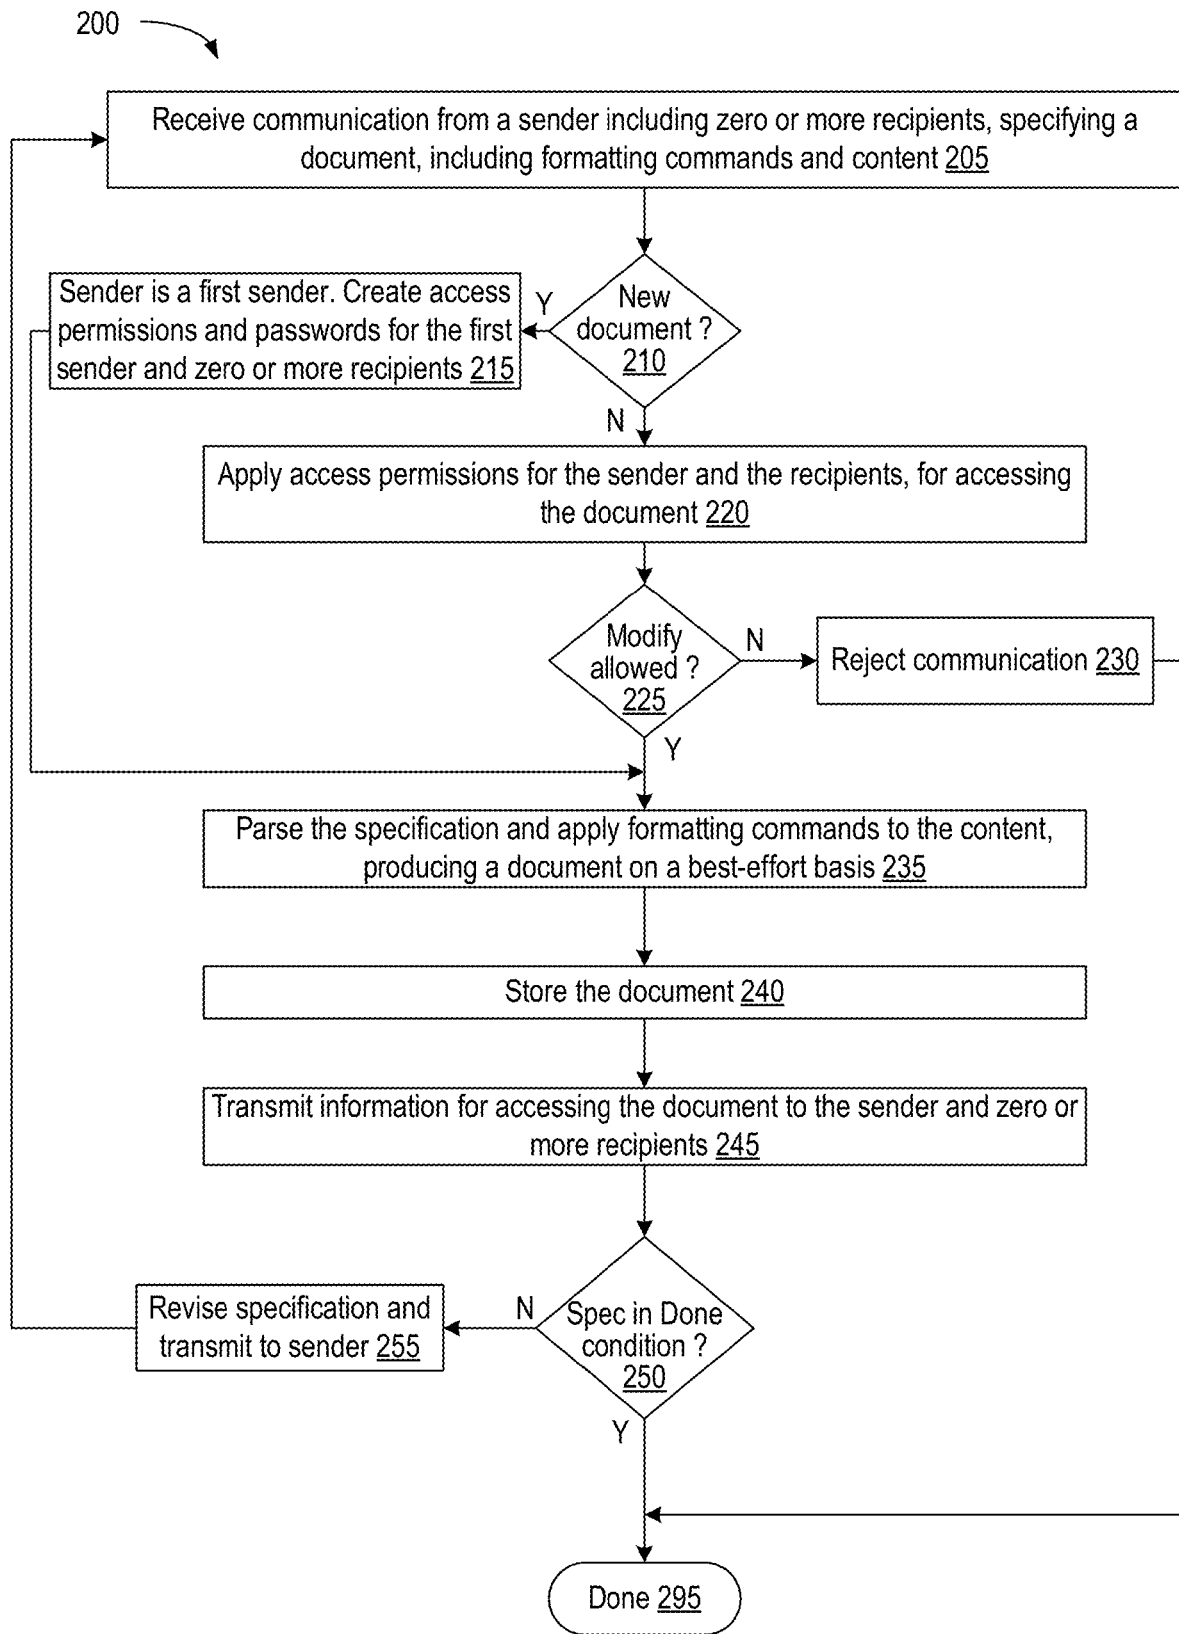 200
Receive communication from a sender including zero or more recipients, specifying a
document, including formatting commands and content 205
Sender is a first sender. Create access
permissions and passwords for the first
sender and zero or more recipients 215
Y
New
document ?
210
N
Apply access permissions for the sender and the recipients, for accessing
the document 220
Modify
allowed ?
225
N
Reject communication 230
Y
Parse the specification and apply formatting commands to the content,
producing a document on a best-effort basis 235
Store the document 240
Transmit information for accessing the document to the sender and zero or
more recipients 245
Revise specification and
transmit to sender 255
N
Spec in Done
condition ?
250
Y
Done 295